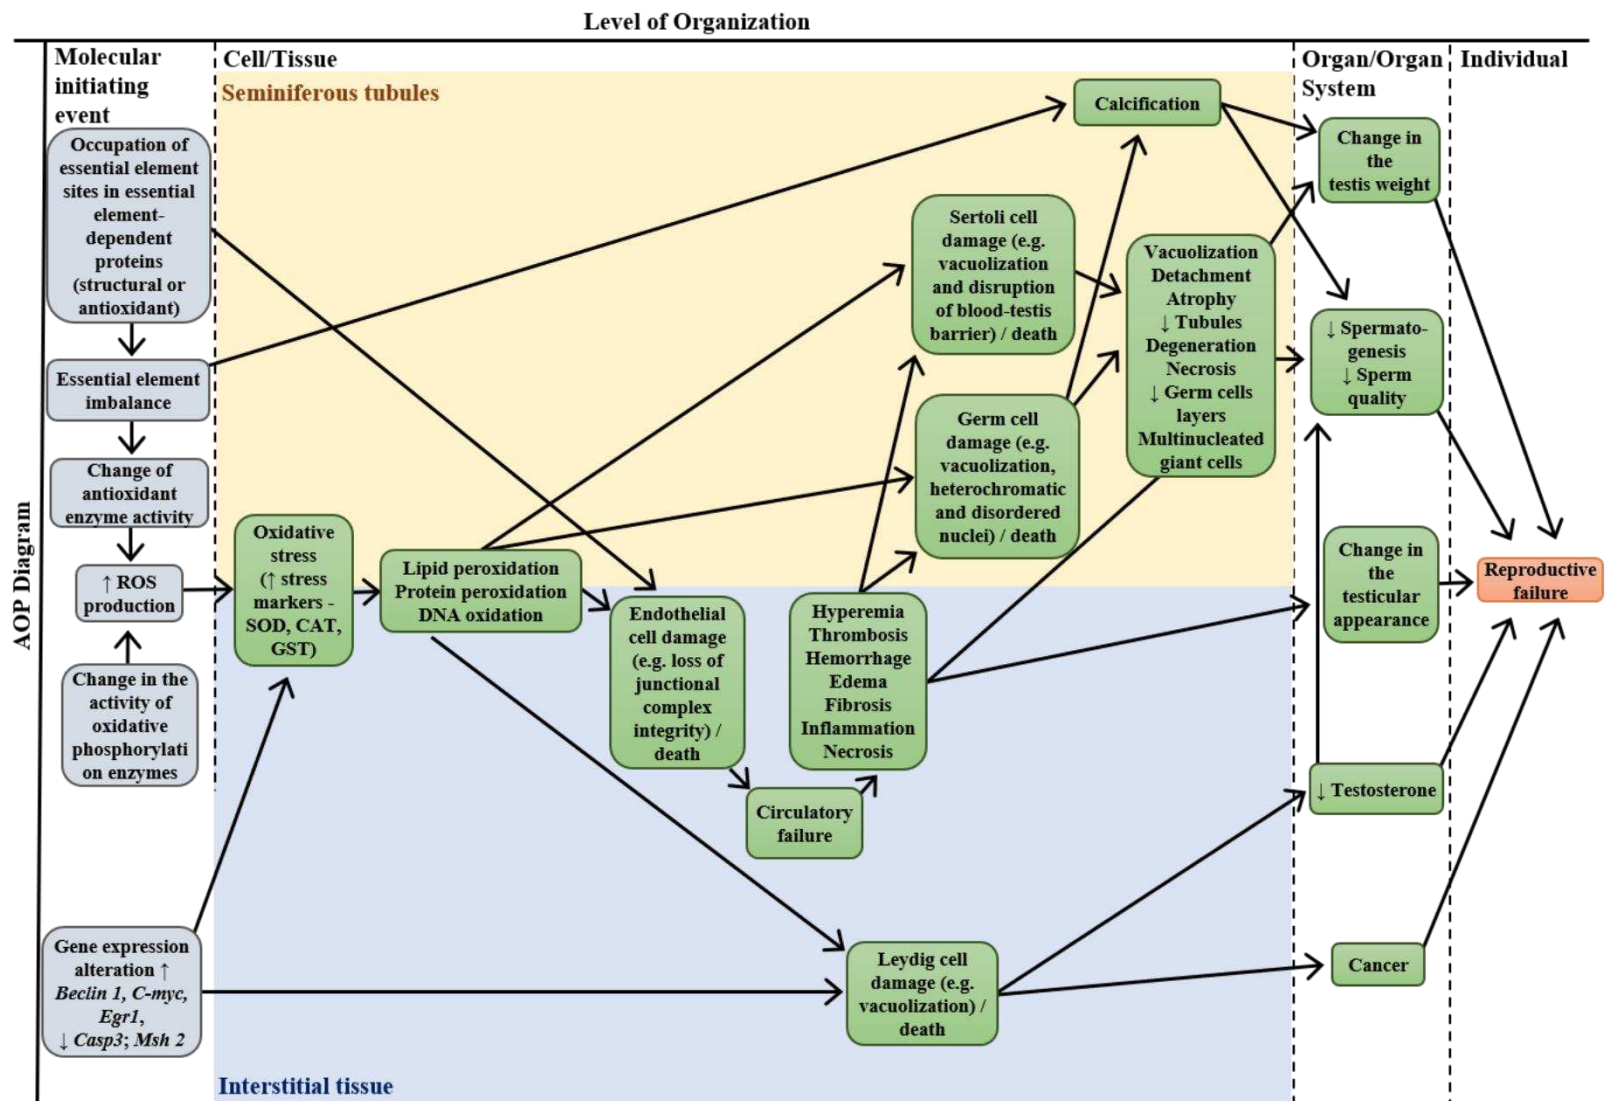 Level of Organization
Molecular
initiating
event
Cell/Tissue
Organ/Organ
System
Individual
AOP Diagram
Seminiferous tubules
Occupation of
essential element
sites in essential
element-
dependent
proteins
(structural or
antioxidant)
Essential element
imbalance
Change of
antioxidant
enzyme activity
↑ ROS
production
Change in the
activity of
oxidative
phosphorylati
on enzymes
Gene expression
alteration ↑
Beclin 1, C-myc,
Egr1,
↓ Casp3; Msh 2
Oxidative
stress
(↑ stress
markers -
SOD, CAT,
GST)
Lipid peroxidation
Protein peroxidation
DNA oxidation
Endothelial
cell damage
(e.g. loss of
junctional
complex
integrity) /
death
Circulatory
failure
Hyperemia
Thrombosis
Hemorrhage
Edema
Fibrosis
Inflammation
Necrosis
Leydig cell
damage (e.g.
vacuolization) /
death
Sertoli cell
damage (e.g.
vacuolization
and disruption
of blood-testis
barrier) / death
Germ cell
damage (e.g.
vacuolization,
heterochromatic
and disordered
nuclei) / death
Calcification
Vacuolization
Detachment
Atrophy
↓ Tubules
Degeneration
Necrosis
↓ Germ cells
layers
Multinucleated
giant cells
Change in
the
testis weight
↓ Spermato-
genesis
↓ Sperm
quality
Change in
the
testicular
appearance
↓ Testosterone
Cancer
Reproductive
failure
Interstitial tissue